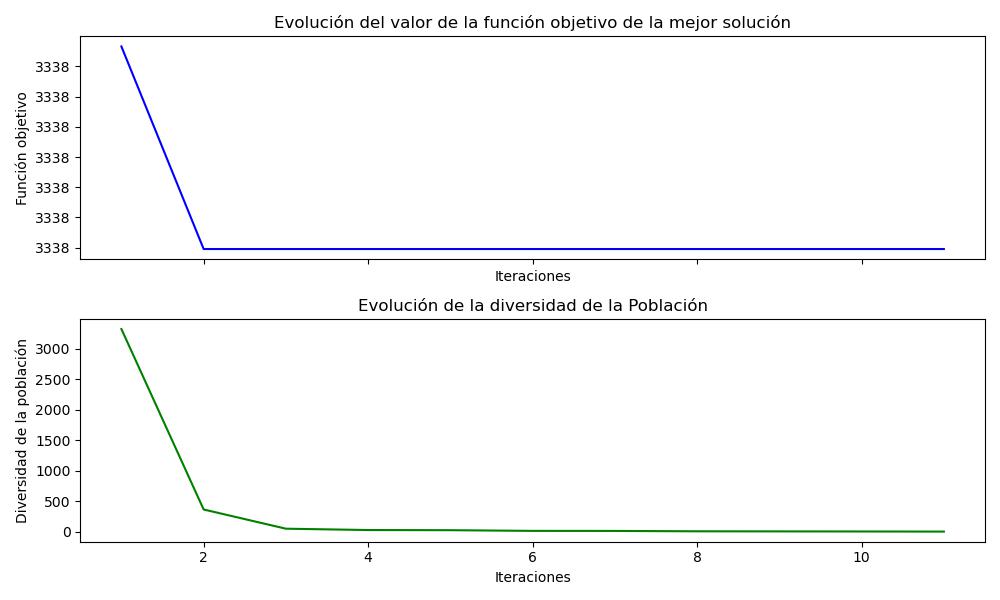 Evolución del valor de la función objetivo de la mejor solución
3338
3338
3338
3338
3338
3338
3338
Función objetivo
Iteraciones
Evolución de la diversidad de la Población
3000
2500
2000
1500
1000
500
0
Diversidad de la población
2 4 6 8 10
Iteraciones